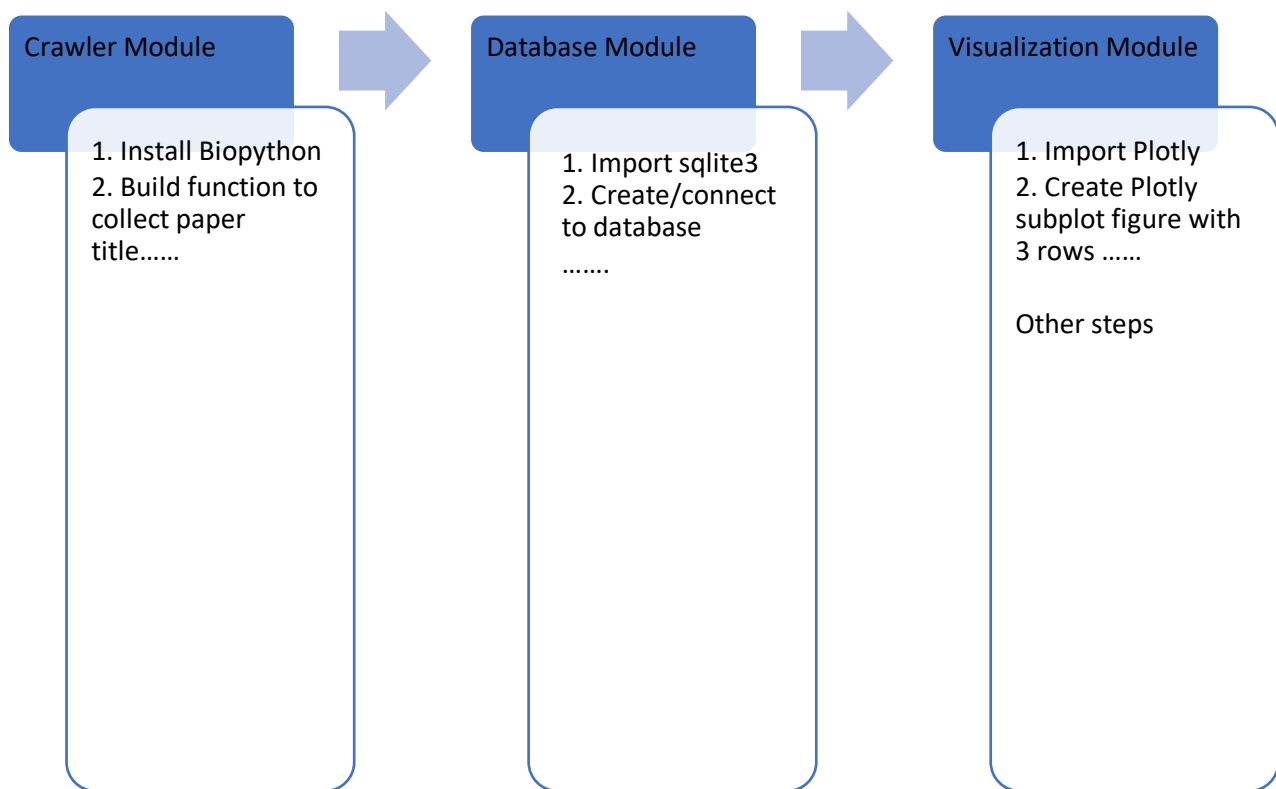 Crawler Module
1. Install Biopython
2. Build function to
collect paper
title……
Database Module
1. Import sqlite3
2. Create/connect
to database
…….
Visualization Module
1. Import Plotly
2. Create Plotly
subplot figure with
3 rows ……
Other steps